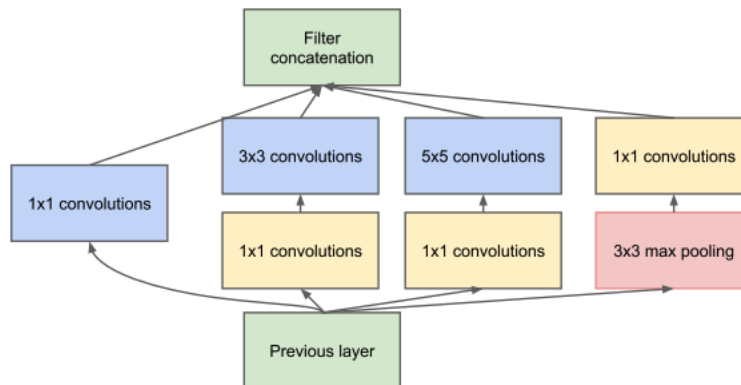 Filter
concatenation
3x3 convolutions
5x5 convolutions
1x1 convolutions
1x1 convolutions
1x1 convolutions
1x1 convolutions
3x3 max pooling
Previous layer